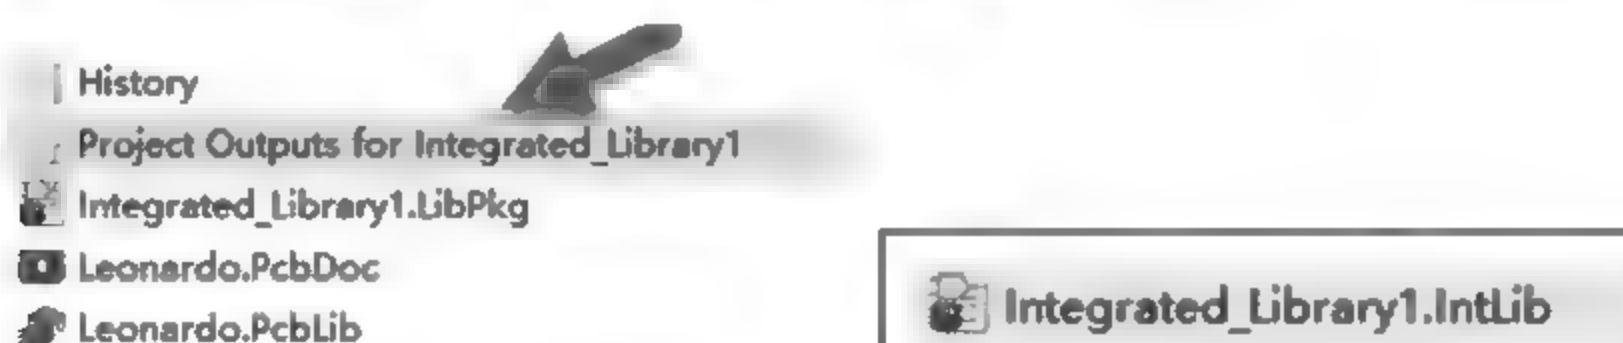 History
Project Outputs for Integrated_Library1
Integrated_Library1.LibPkg
Leonardo.PcbDoc
Leonardo.PcbLib
Integrated_Library1.IntLib